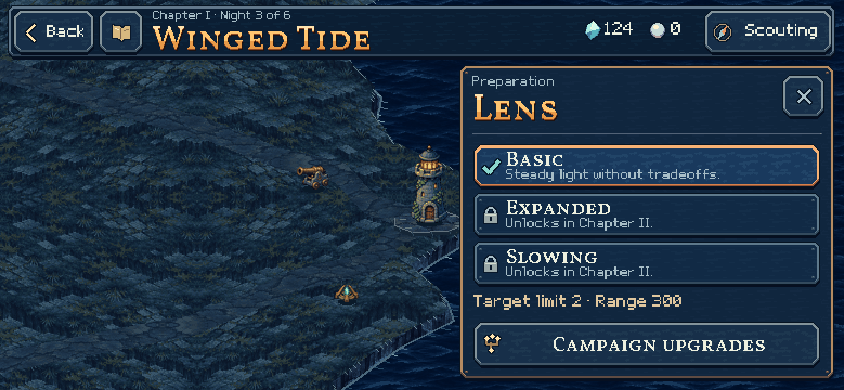 Back
Chapter I · Night 3 of 6
WINGED TIDE
124
0
Scouting
Preparation
LENS
BASIC
Steady light without tradeoffs.
EXPANDED
Unlocks in Chapter II.
SLOWING
Unlocks in Chapter II.
Target limit 2 · Range 300
CAMPAIGN UPGRADES